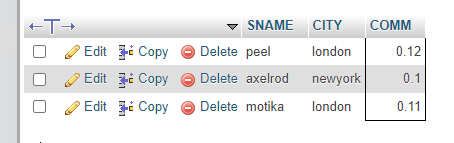 SNAME CITY COMM
Edit Copy Delete peel london 0.12
Edit Copy Delete axelrod newyork 0.1
Edit Copy Delete motika london 0.11